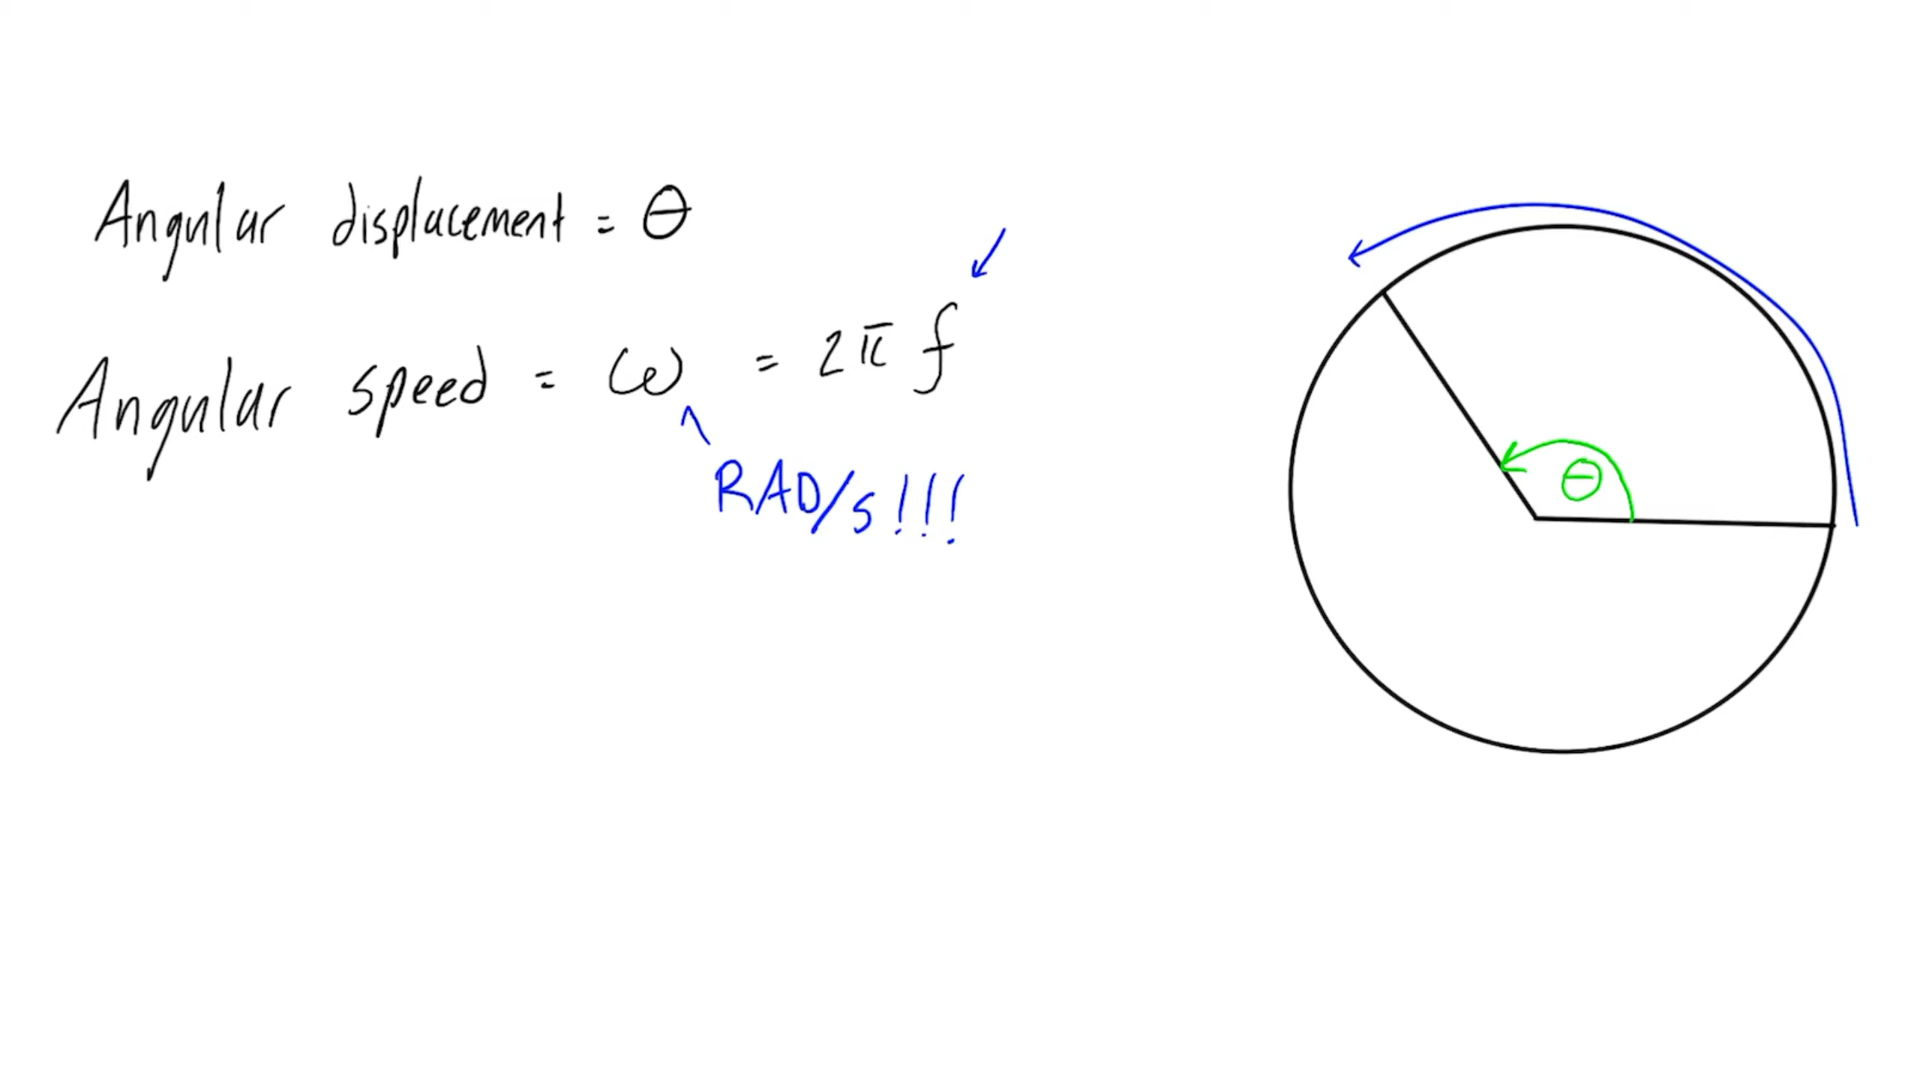 Angular displacement = θ
Angular speed = ω = 2π f
RAD/s!!!
θ